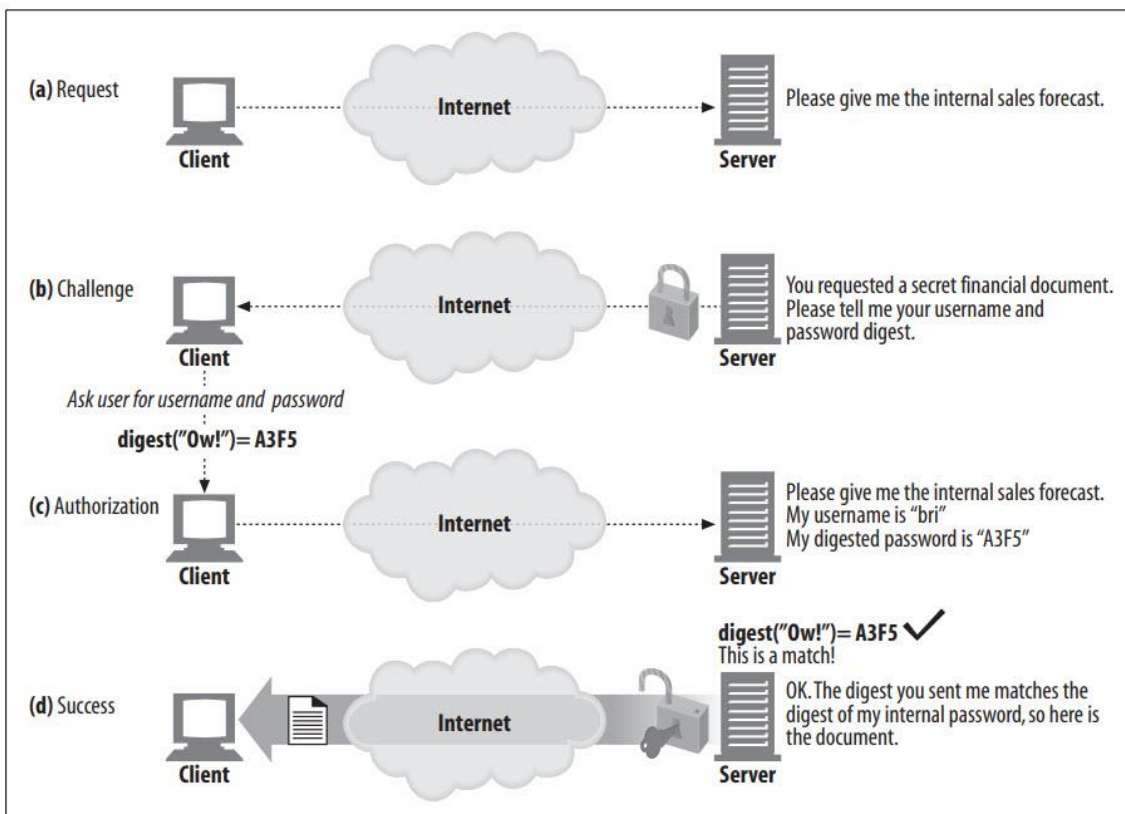 (a) Request
Internet
Please give me the internal sales forecast.
Client
Server
(b) Challenge
Internet
You requested a secret financial document.
Please tell me your username and
password digest.
Client
Server
Ask user for username and password
digest("Ow!")= A3F5
(c) Authorization
Internet
Please give me the internal sales forecast.
My username is “bri”
My digested password is “A3F5”
Client
Server
digest("Ow!")= A3F5
This is a match!
(d) Success
Internet
OK. The digest you sent me matches the
digest of my internal password, so here is
the document.
Client
Server